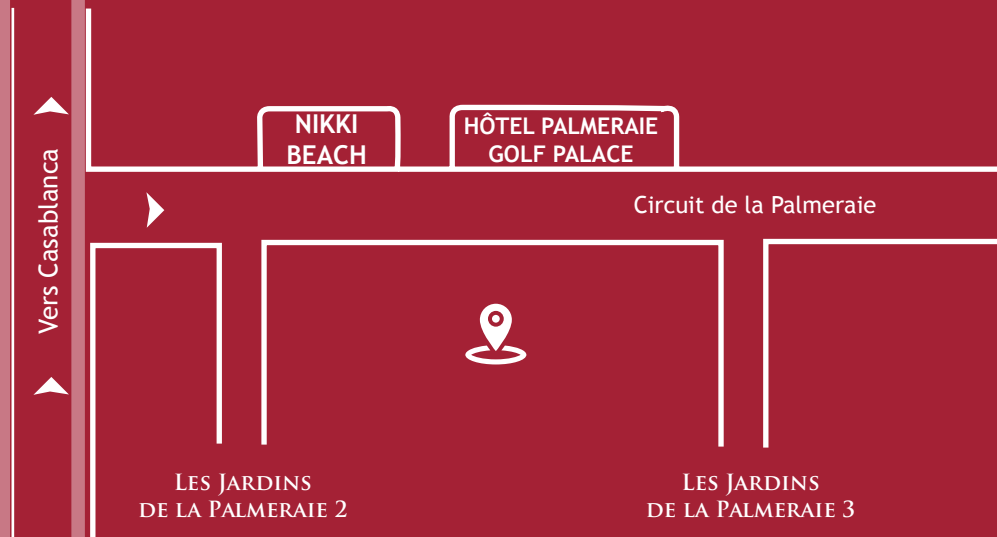 Vers Casablanca
NIKKI
BEACH
HÔTEL PALMERAIE
GOLF PALACE
Circuit de la Palmeraie
Les Jardins
de la Palmeraie 2
Les Jardins
de la Palmeraie 3